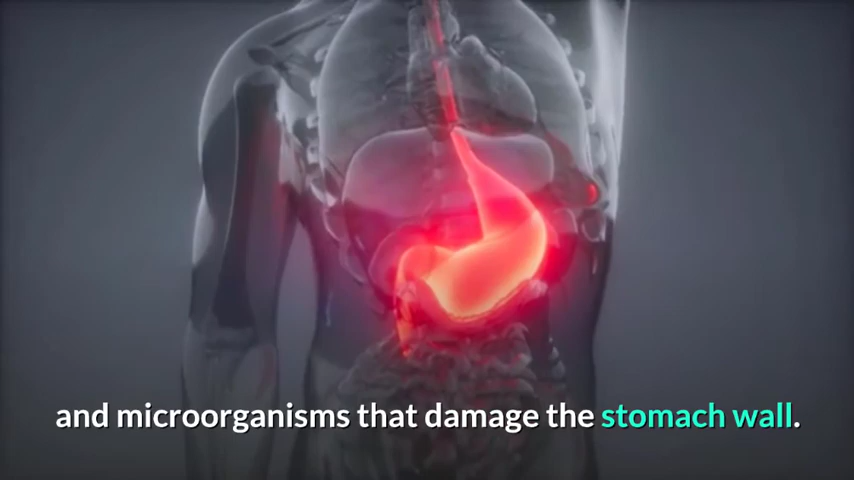 and microorganisms that damage the stomach wall.